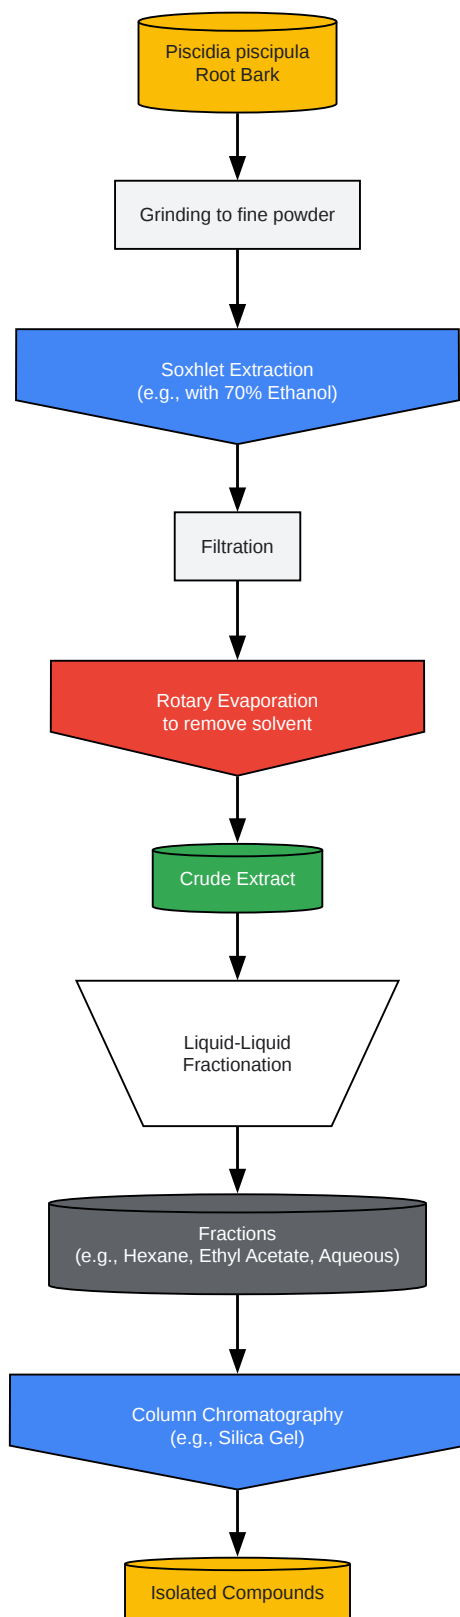 Piscidia piscipula
Root Bark
Grinding to fine powder
Soxhlet Extraction
(e.g., with 70% Ethanol)
Filtration
Rotary Evaporation
to remove solvent
Crude Extract
Liquid-Liquid
Fractionation
Fractions
(e.g., Hexane, Ethyl Acetate, Aqueous)
Column Chromatography
(e.g., Silica Gel)
Isolated Compounds